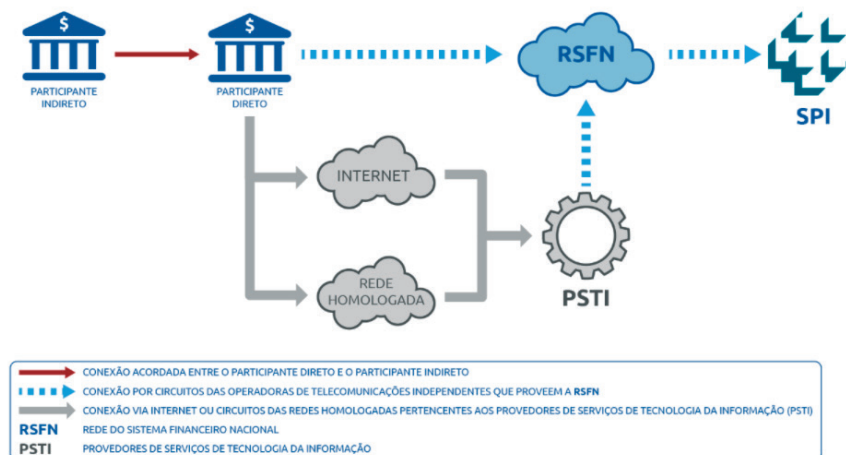 $
$
PARTICIPANTE
INDIRETO
PARTICIPANTE
DIRETO
RSFN
SPI
INTERNET
REDE
HOMOLOGADA
PSTI
CONEXÃO ACORDADA ENTRE O PARTICIPANTE DIRETO E O PARTICIPANTE INDIRETO
CONEXÃO POR CIRCUITOS DAS OPERADORAS DE TELECOMUNICAÇÕES INDEPENDENTES QUE PROVEEM A RSFN
CONEXÃO VIA INTERNET OU CIRCUITOS DAS REDES HOMOLOGADAS PERTENCENTES AOS PROVEDORES DE SERVIÇOS DE TECNOLOGIA DA INFORMAÇÃO (PSTI)
RSFN REDE DO SISTEMA FINANCEIRO NACIONAL
PSTI PROVEDORES DE SERVIÇOS DE TECNOLOGIA DA INFORMAÇÃO